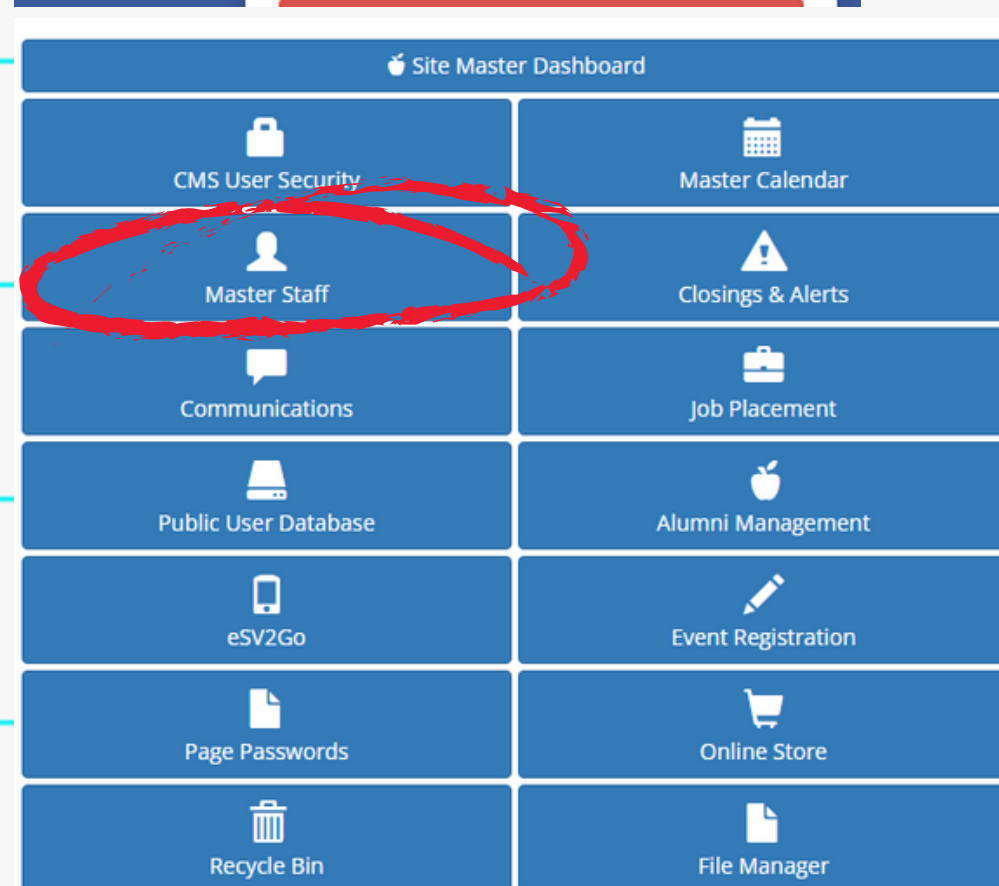 Site Master Dashboard
CMS User Security
Master Calendar
Master Staff
Closings & Alerts
Communications
Job Placement
Public User Database
Alumni Management
eSV2Go
Event Registration
Page Passwords
Online Store
Recycle Bin
File Manager